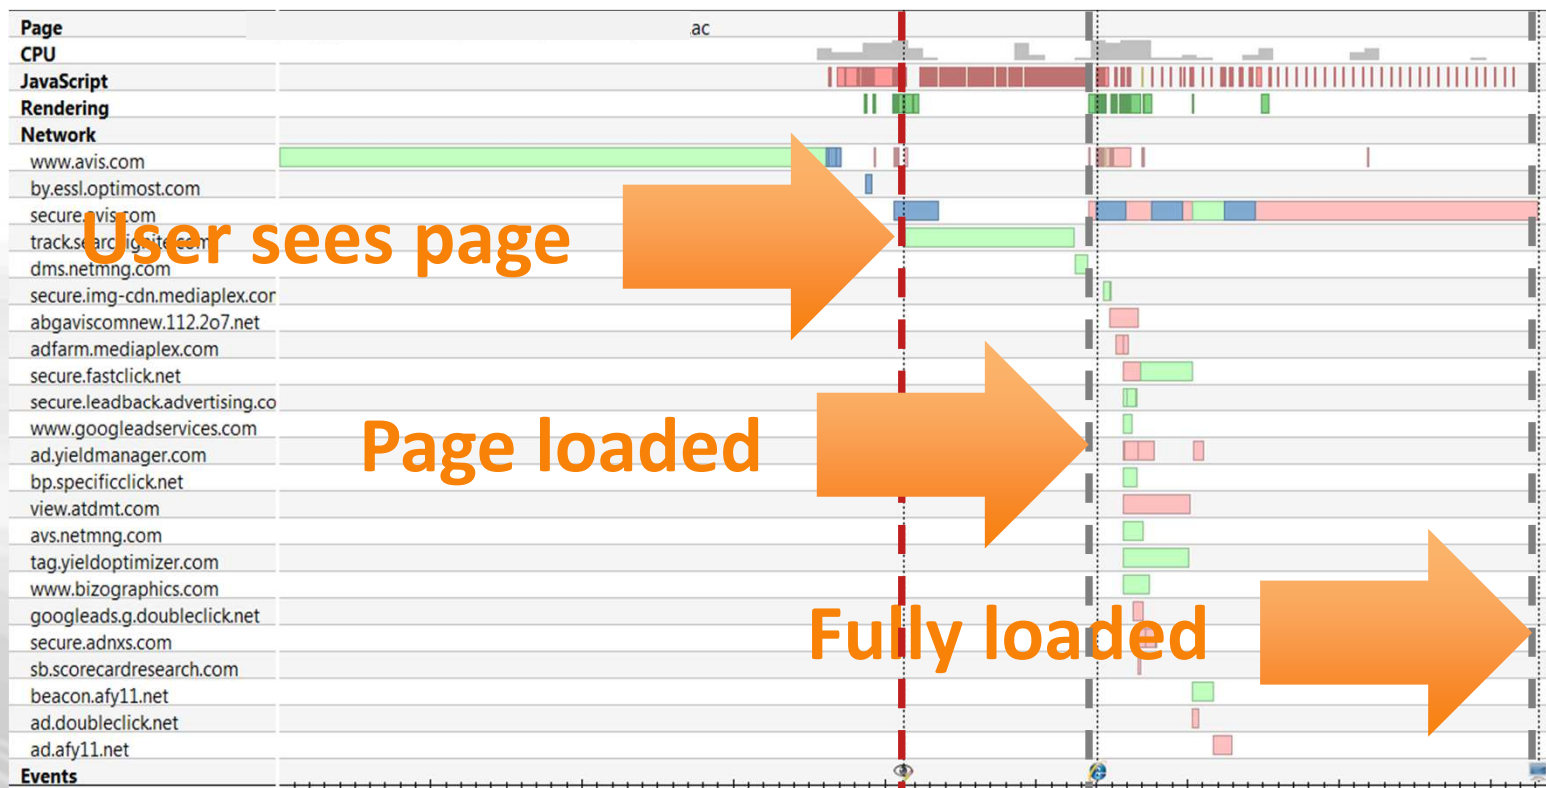 Page
.ac
CPU
JavaScript
Rendering
Network
www.avis.com
by.essl.optimost.com
secure.avis.com
User sees page
track.searchignite.com
dms.netmng.com
secure.img-cdn.mediaplex.cor
abgaviscomnew.112.2o7.net
adfarm.mediaplex.com
secure.fastclick.net
secure.leadback.advertising.co
www.googleadservices.com
Page loaded
ad.yieldmanager.com
bp.specificclick.net
view.atdmt.com
avs.netmng.com
tag.yieldoptimizer.com
www.bizographics.com
googleads.g.doubleclick.net
Fully loaded
secure.adnxs.com
sb.scorecardresearch.com
beacon.afy11.net
ad.doubleclick.net
ad.afy11.net
Events